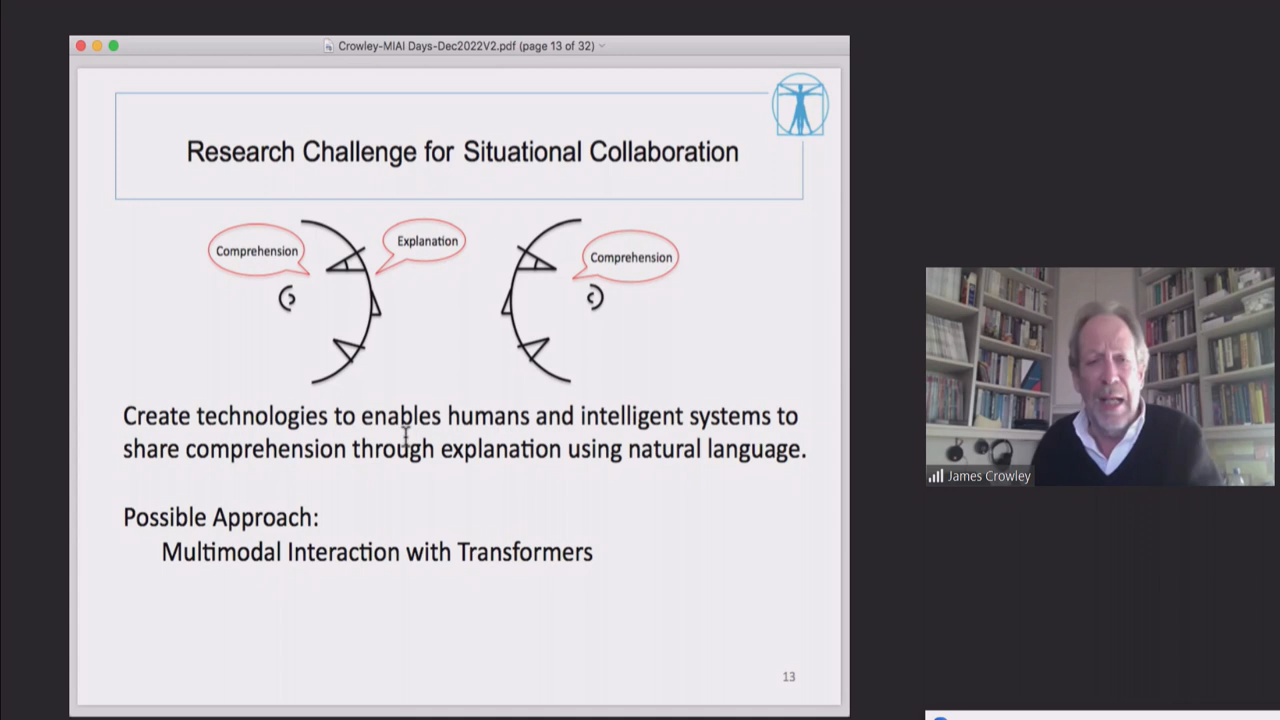 Crowley-MIAI Days-Dec2022V2.pdf (page 13 of 32)
Research Challenge for Situational Collaboration
Comprehension
Explanation
Comprehension
Create technologies to enables humans and intelligent systems to
share comprehension through explanation using natural language.
Possible Approach:
Multimodal Interaction with Transformers
13
James Crowley